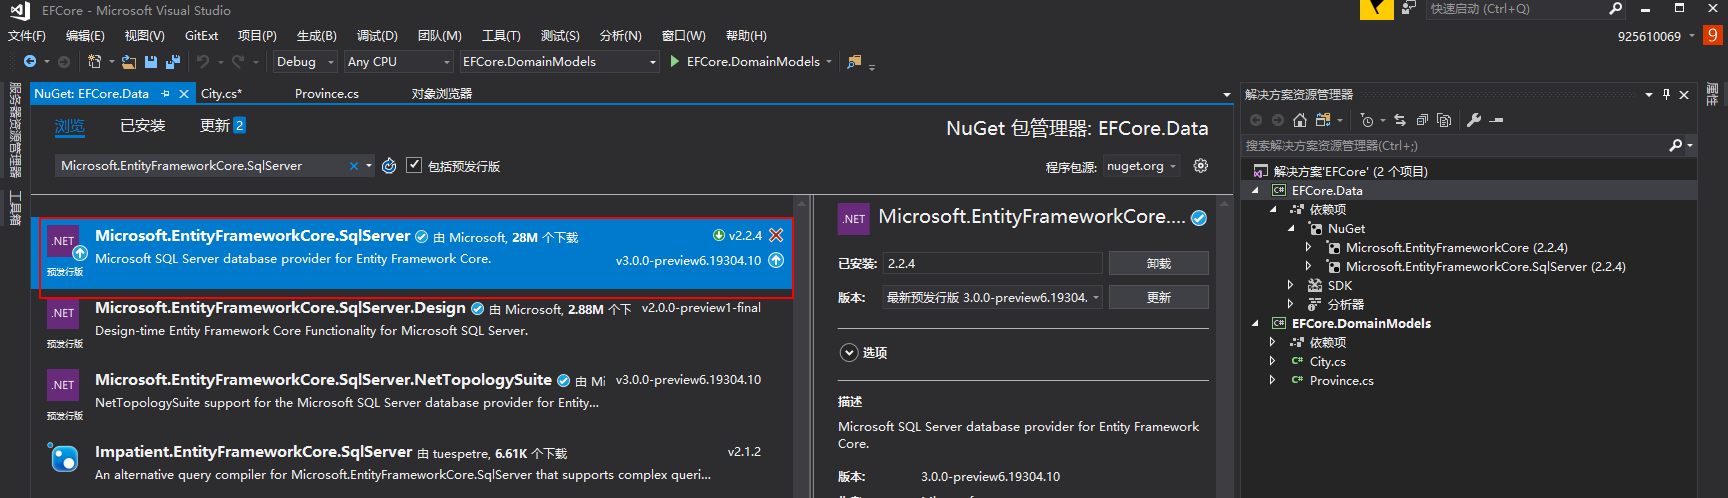 EFCore - Microsoft Visual Studio
快速启动 (Ctrl+Q)
文件(F) 编辑(E) 视图(V) GitExt 项目(P) 生成(B) 调试(D) 团队(M) 工具(T) 测试(S) 分析(N) 窗口(W) 帮助(H)
925610069 9
Debug Any CPU EFCore.DomainModels EFCore.DomainModels
服务器资源管理器
工具箱
NuGet: EFCore.Data City.cs* Province.cs 对象浏览器
浏览 已安装 更新 2
NuGet 包管理器: EFCore.Data
Microsoft.EntityFrameworkCore.SqlServer 包括预发行版
程序包源: nuget.org
.NET
预发行版
Microsoft.EntityFrameworkCore.SqlServer 由 Microsoft, 28M 个下载 v2.2.4
Microsoft SQL Server database provider for Entity Framework Core. v3.0.0-preview6.19304.10
.NET
预发行版
Microsoft.EntityFrameworkCore.SqlServer.Design 由 Microsoft, 2.88M 个下 v2.0.0-preview1-final
Design-time Entity Framework Core Functionality for Microsoft SQL Server.
.NET
预发行版
Microsoft.EntityFrameworkCore.SqlServer.NetTopologySuite 由 Mi v3.0.0-preview6.19304.10
NetTopologySuite support for the Microsoft SQL Server database provider for Entity...
Impatient.EntityFrameworkCore.SqlServer 由 tuespetre, 6.61K 个下载 v2.1.2
An alternative query compiler for Microsoft.EntityFrameworkCore.SqlServer that supports complex queri...
.NET Microsoft.EntityFrameworkCore....
已安装: 2.2.4 卸载
版本: 最新预发行版 3.0.0-preview6.19304. 更新
选项
描述
Microsoft SQL Server database provider for Entity Framework
Core.
版本: 3.0.0-preview6.19304.10
解决方案资源管理器
搜索解决方案资源管理器(Ctrl+;)
解决方案'EFCore' (2 个项目)
C# EFCore.Data
依赖项
NuGet
Microsoft.EntityFrameworkCore (2.2.4)
Microsoft.EntityFrameworkCore.SqlServer (2.2.4)
SDK
分析器
C# EFCore.DomainModels
依赖项
C# City.cs
C# Province.cs
属性